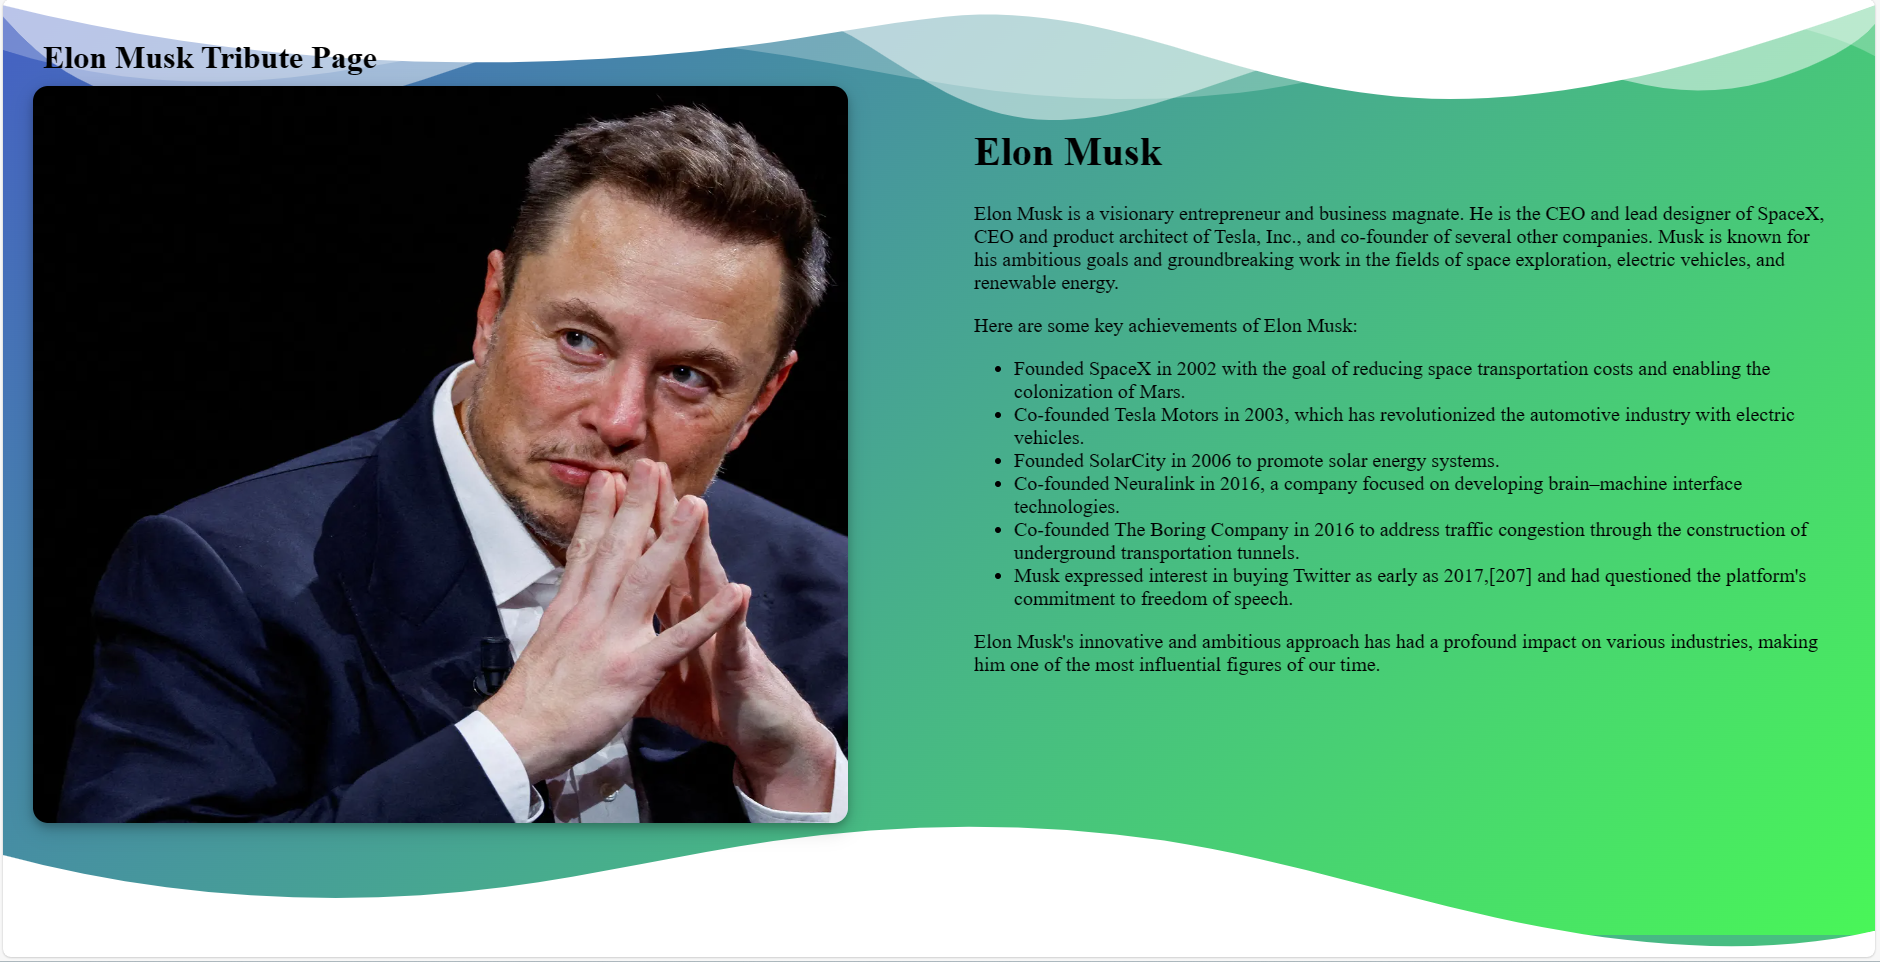 Elon Musk Tribute Page
Elon Musk
Elon Musk is a visionary entrepreneur and business magnate. He is the CEO and lead designer of SpaceX,
CEO and product architect of Tesla, Inc., and co-founder of several other companies. Musk is known for
his ambitious goals and groundbreaking work in the fields of space exploration, electric vehicles, and
renewable energy.
Here are some key achievements of Elon Musk:
• Founded SpaceX in 2002 with the goal of reducing space transportation costs and enabling the
colonization of Mars.
• Co-founded Tesla Motors in 2003, which has revolutionized the automotive industry with electric
vehicles.
• Founded SolarCity in 2006 to promote solar energy systems.
• Co-founded Neuralink in 2016, a company focused on developing brain–machine interface
technologies.
• Co-founded The Boring Company in 2016 to address traffic congestion through the construction of
underground transportation tunnels.
• Musk expressed interest in buying Twitter as early as 2017,[207] and had questioned the platform's
commitment to freedom of speech.
Elon Musk's innovative and ambitious approach has had a profound impact on various industries, making
him one of the most influential figures of our time.